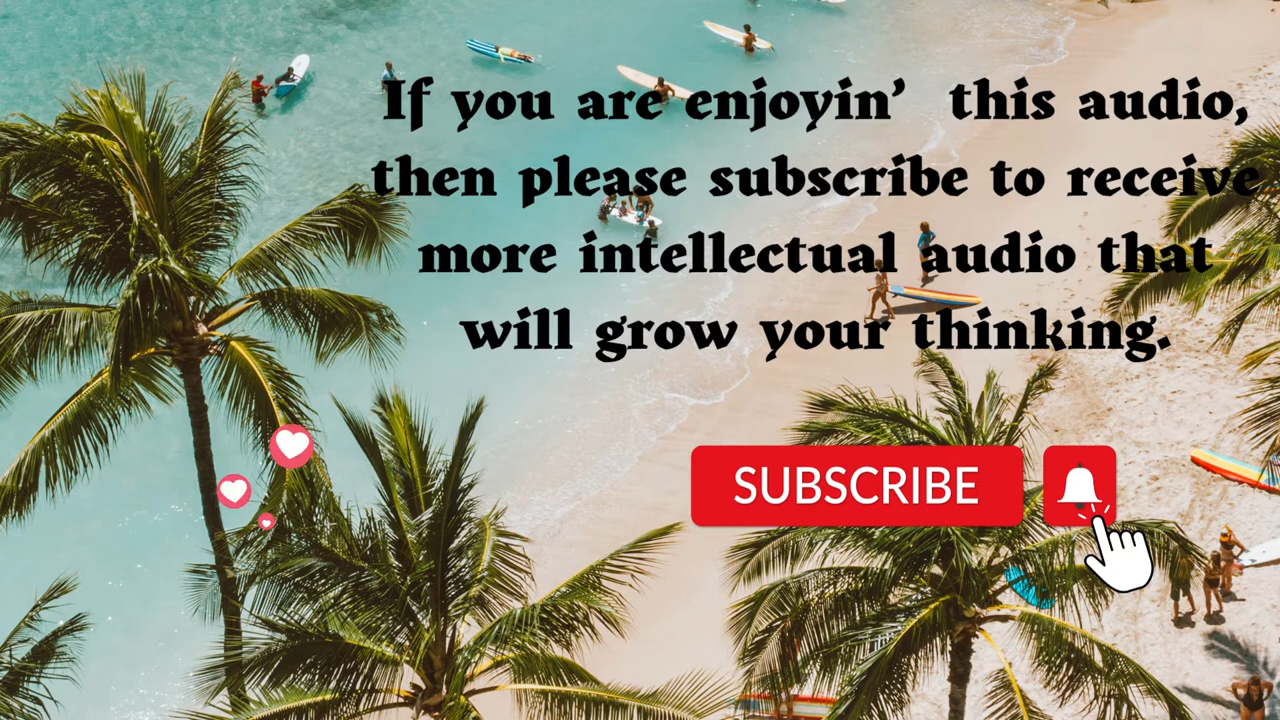 If you are enjoyin’ this audio,
then please subscribe to receive
more intellectual audio that
will grow your thinking.
SUBSCRIBE